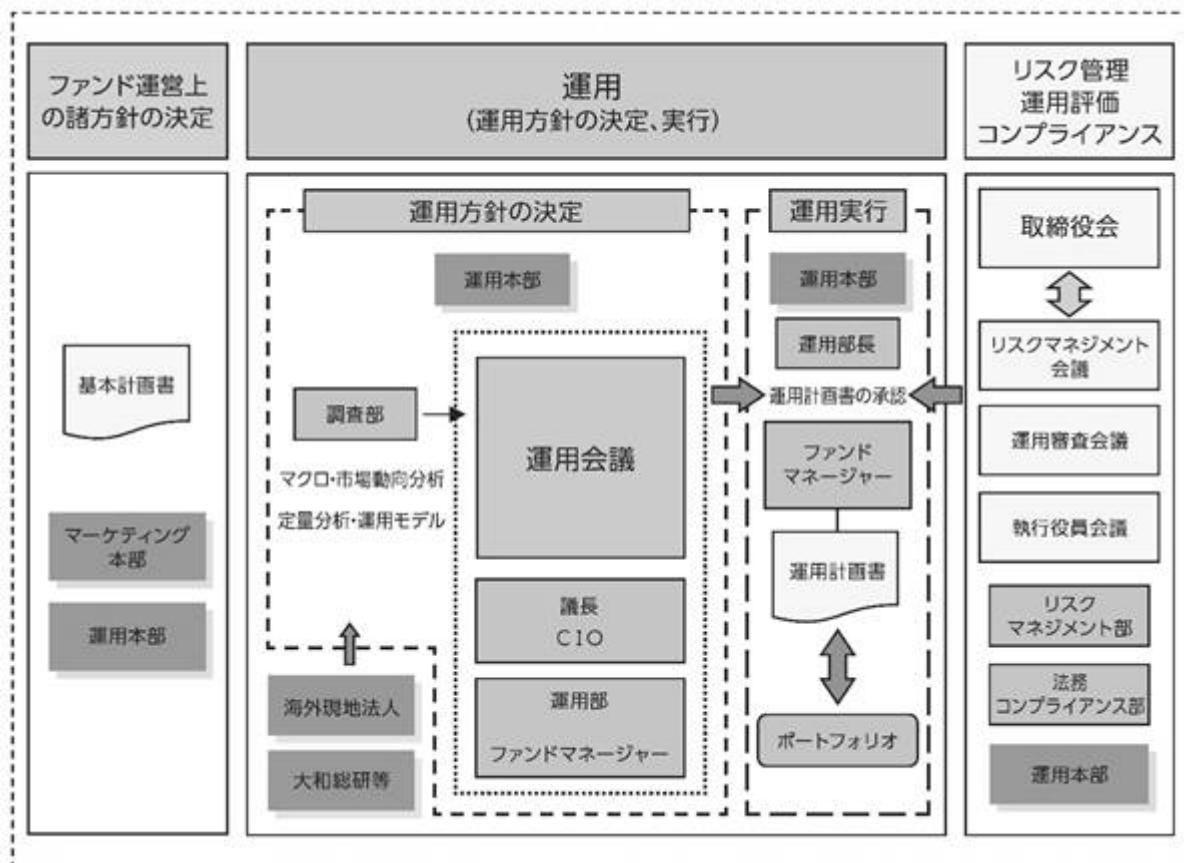 ファンド運営上
の諸方針の決定
運用
(運用方針の決定、実行)
リスク管理
運用評価
コンプライアンス
基本計画書
マーケティング
本部
運用本部
運用方針の決定
運用本部
調査部
マクロ・市場動向分析
定量分析・運用モデル
運用会議
議長
CIO
運用部
ファンドマネージャー
海外現地法人
大和総研等
運用実行
運用本部
運用部長
運用計画書の承認
ファンド
マネージャー
運用計画書
ポートフォリオ
取締役会
リスクマネジメント
会議
運用審査会議
執行役員会議
リスク
マネジメント部
法務
コンプライアンス部
運用本部